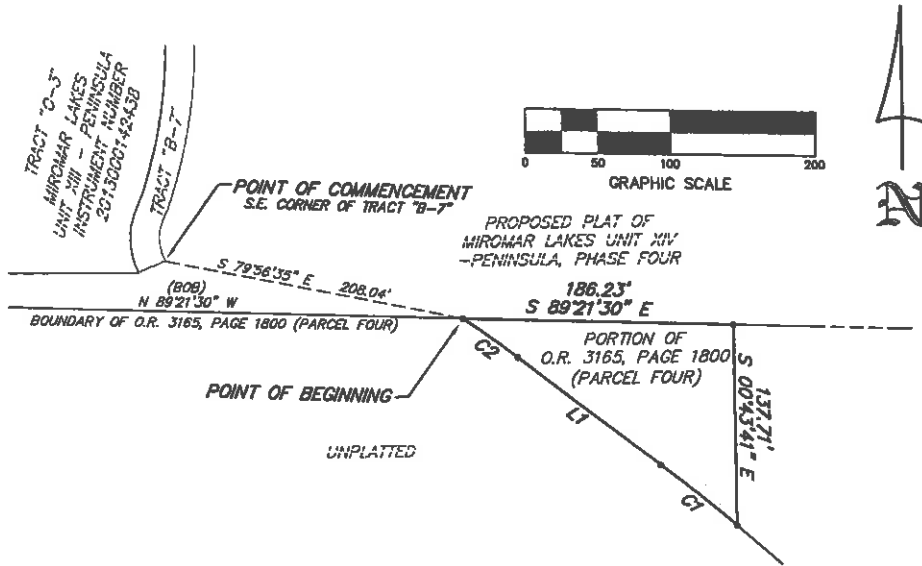 TRACT "O-3"
MIROMAR LAKES
UNIT XIII - PENINSULA
INSTRUMENT NUMBER
2013000142438
TRACT "B-7"
POINT OF COMMENCEMENT
S.E. CORNER OF TRACT "B-7"
0 50 100 200
GRAPHIC SCALE
N
PROPOSED PLAT OF
MIROMAR LAKES UNIT XIV
-PENINSULA, PHASE FOUR
S 79°56'35" E 208.04'
(BOB)
N 89°21'30" W
BOUNDARY OF O.R. 3165, PAGE 1800 (PARCEL FOUR)
186.23'
S 89°21'30" E
PORTION OF
O.R. 3165, PAGE 1800
(PARCEL FOUR)
137.71'
S 00°43'41" E
C2
POINT OF BEGINNING
L1
UNPLATTED
C1